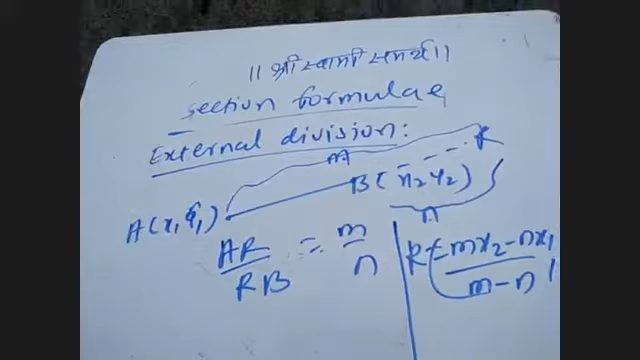 ॥ श्री स्वामी समर्थ ॥
Section formulae
External division:
m R
B(x₂ y₂)
A(x₁ y₁) n
AR/RB = m/n
R = (mx₂ - nx₁ / m - n,